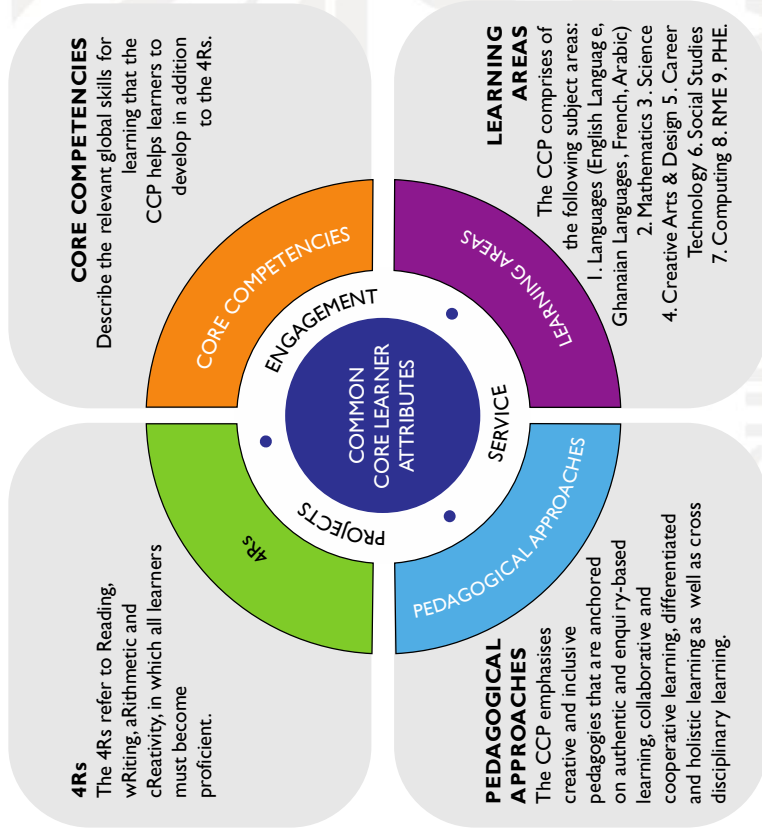 4Rs
The 4Rs refer to Reading,
wRiting, aRithmetic and
cReativity, in which all learners
must become
proficient.
CORE COMPETENCIES
Describe the relevant global skills for
learning that the
CCP helps learners to
develop in addition
to the 4Rs.
4Rs
CORE COMPETENCIES
PROJECTS
ENGAGEMENT
COMMON
CORE LEARNER
ATTRIBUTES
SERVICE
PEDAGOGICAL APPROACHES
LEARNING AREAS
PEDAGOGICAL
APPROACHES
The CCP emphasises
creative and inclusive
pedagogies that are anchored
on authentic and enqui ry-based
learning, collaborative and
cooperative learning, differentiated
and holistic learning as well as cross
disciplinary learning.
LEARNING
AREAS
The CCP comprises of
the following subject areas:
1. Languages (English Languag e,
Ghanaian Languages, French, Arabic)
2. Mathematics 3. Science
4. Creative Arts & Design 5. Career
Technology 6. Social Studies
7. Computing 8. RME 9. PHE.